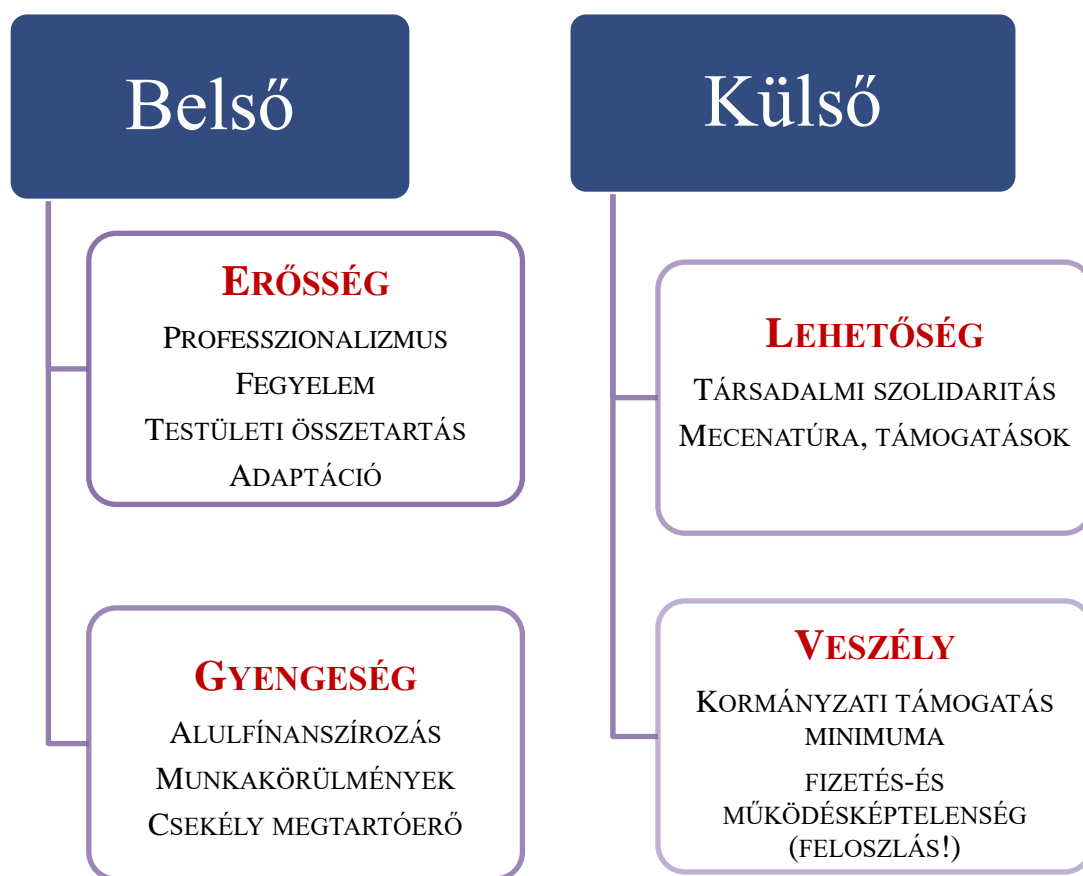 Belső
ERŐSSÉG
PROFESSZIONALIZMUS
FEGYELEM
TESTÜLETI ÖSSZETARTÁS
ADAPTÁCIÓ
GYENGESÉG
ALULFÍNANSZÍROZÁS
MUNKAKÖRÜLMÉNYEK
CSEKÉLY MEGTARTÓERŐ
Külső
LEHETŐSÉG
TÁRSADALMI SZOLIDARITÁS
MECENATÚRA, TÁMOGATÁSOK
VESZÉLY
KORMÁNYZATI TÁMOGATÁS
MINIMUMA
FIZETÉS-ÉS
MŰKÖDÉSKÉPTELENSÉG
(FELOSZLÁS!)